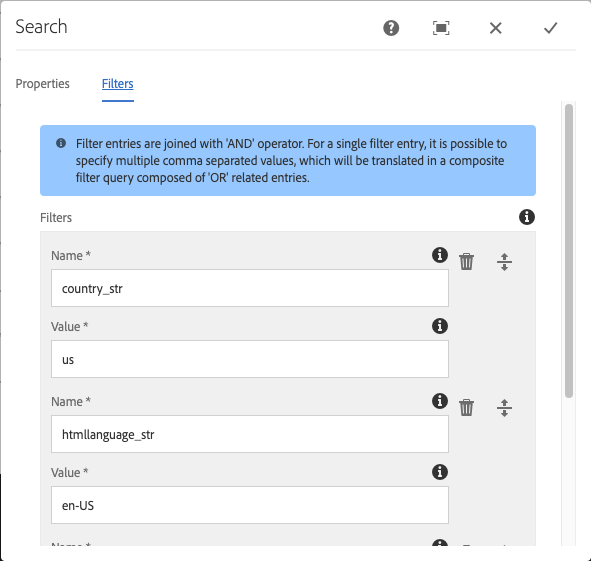 Search
Properties
Filters
Filter entries are joined with 'AND' operator. For a single filter entry, it is possible to
specify multiple comma separated values, which will be translated in a composite
filter query composed of 'OR' related entries.
Filters
Name *
country_str
Value *
us
Name *
htmllanguage_str
Value *
en-US